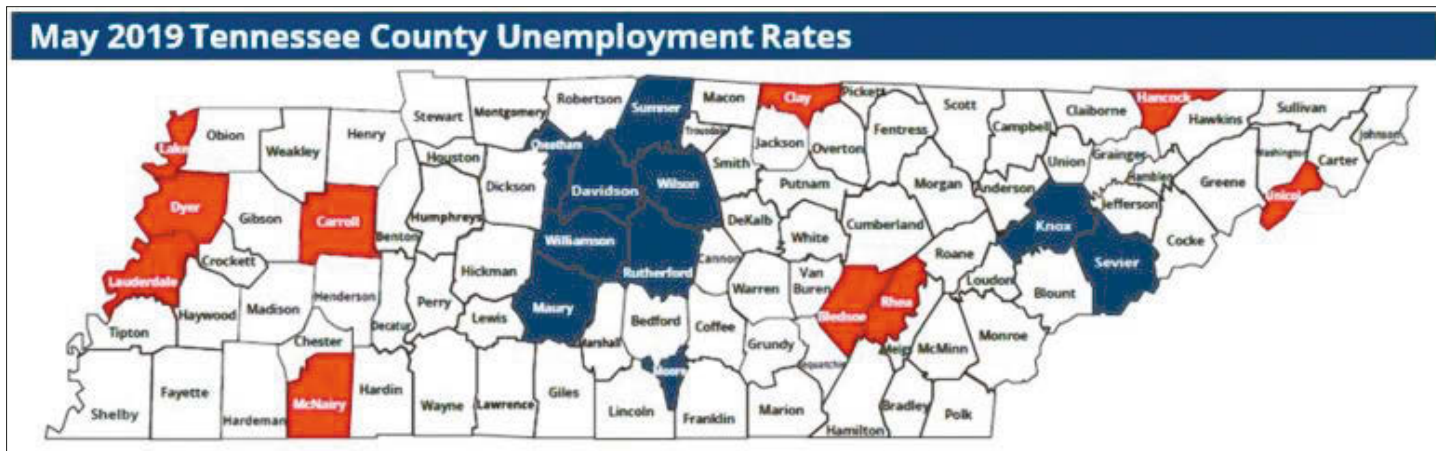 May 2019 Tennessee County Unemployment Rates
Pickett
Sumner
Macon
Clay
Hancock
Robertson
Scott
Claiborne
Sullivan
Stewart
Montgomery
Hawkins
Obion
Henry
Trousdale
Fentress
Campbell
Johnson
Lake
Weakley
Cheatham
Jackson
Overton
Grainger
Washington
Houston
Smith
Union
Carter
Dickson
Davidson
Wilson
Putnam
Morgan
Anderson
Hamblen
Greene
Unicoi
Dyer
Gibson
Carroll
Humphreys
DeKalb
Cumberland
Jefferson
Benton
Williamson
White
Knox
Cocke
Crockett
Hickman
Rutherford
Cannon
Roane
Sevier
Lauderdale
Van
Buren
Loudon
Blount
Haywood
Madison
Henderson
Perry
Maury
Warren
Rhea
Tipton
Decatur
Lewis
Bedford
Coffee
Bledsoe
Monroe
Chester
Marshall
Grundy
Meigs
McMinn
Moore
Sequatchie
Shelby
Fayette
Hardeman
McNairy
Hardin
Wayne
Lawrence
Giles
Lincoln
Franklin
Marion
Hamilton
Bradley
Polk